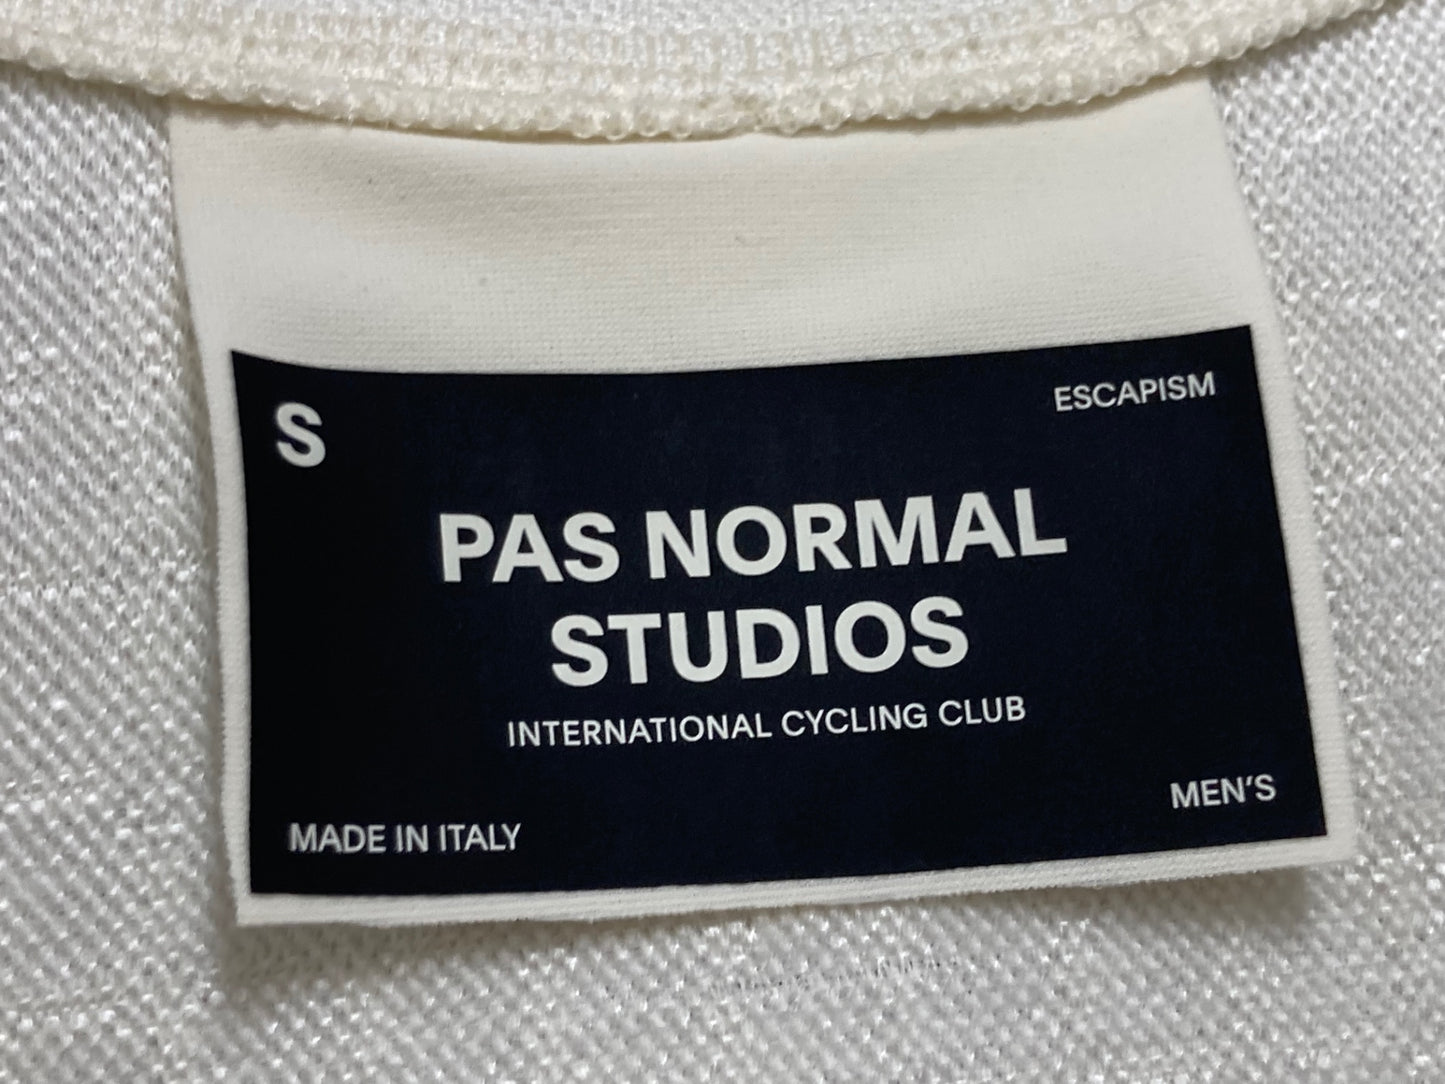 S
ESCAPISM
PAS NORMAL
STUDIOS
INTERNATIONAL CYCLING CLUB
MEN'S
MADE IN ITALY